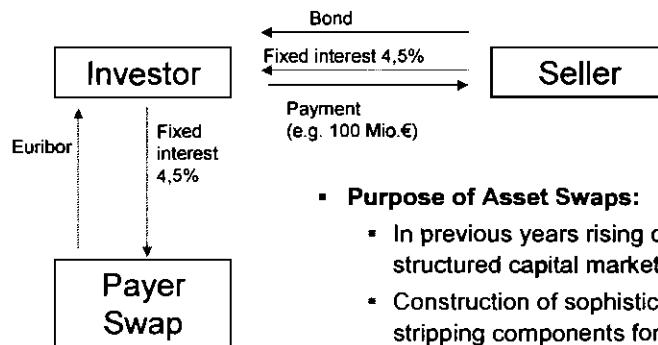 Bond
Fixed interest 4,5%
Investor
Seller
Payment
(e.g. 100 Mio.€)
Euribor
Fixed
interest
4,5%
Payer
Swap
▪ Purpose of Asset Swaps:
▪ In previous years rising
structured capital market
▪ Construction of
stripping components for